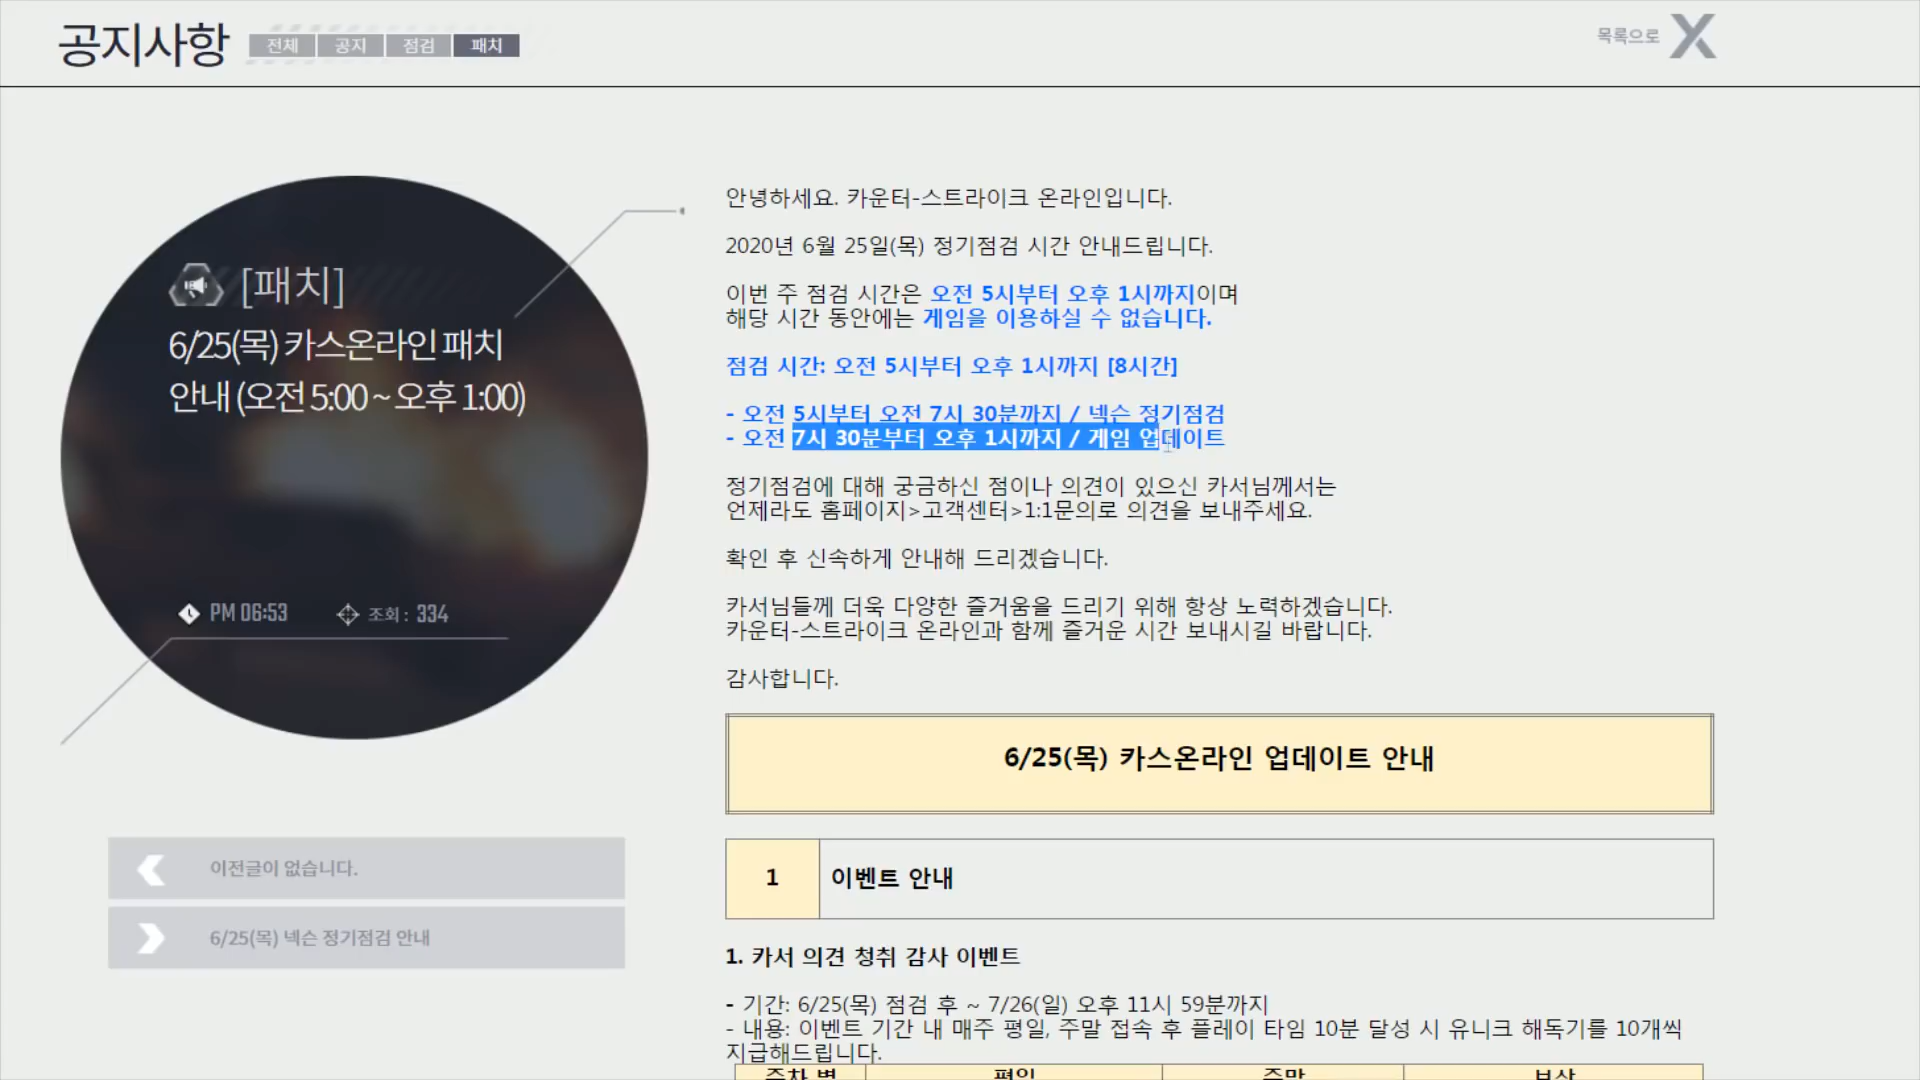 공지사항
전체 공지 점검 패치
목록으로
[패치]
6/25(목) 카스온라인 패치
안내 (오전 5:00 ~ 오후 1:00)
PM 06:53 조회 : 334
이전글이 없습니다.
6/25(목) 넥슨 정기점검 안내
안녕하세요. 카운터-스트라이크 온라인입니다.
2020년 6월 25일(목) 정기점검 시간 안내드립니다.
이번 주 점검 시간은 오전 5시부터 오후 1시까지이며
해당 시간 동안에는 게임을 이용하실 수 없습니다.
점검 시간: 오전 5시부터 오후 1시까지 [8시간]
- 오전 5시부터 오전 7시 30분까지 / 넥슨 정기점검
- 오전 7시 30분부터 오후 1시까지 / 게임 업데이트
정기점검에 대해 궁금하신 점이나 의견이 있으신 카서님께서는
언제라도 홈페이지>고객센터>1:1문의로 의견을 보내주세요.
확인 후 신속하게 안내해 드리겠습니다.
카서님들께 더욱 다양한 즐거움을 드리기 위해 항상 노력하겠습니다.
카운터-스트라이크 온라인과 함께 즐거운 시간 보내시길 바랍니다.
감사합니다.
6/25(목) 카스온라인 업데이트 안내
1 이벤트 안내
1. 카서 의견 청취 감사 이벤트
- 기간: 6/25(목) 점검 후 ~ 7/26(일) 오후 11시 59분까지
- 내용: 이벤트 기간 내 매주 평일, 주말 접속 후 플레이 타임 10분 달성 시 유니크 해독기를 10개씩
지급해드립니다.
주차 별 평일 주말 보상